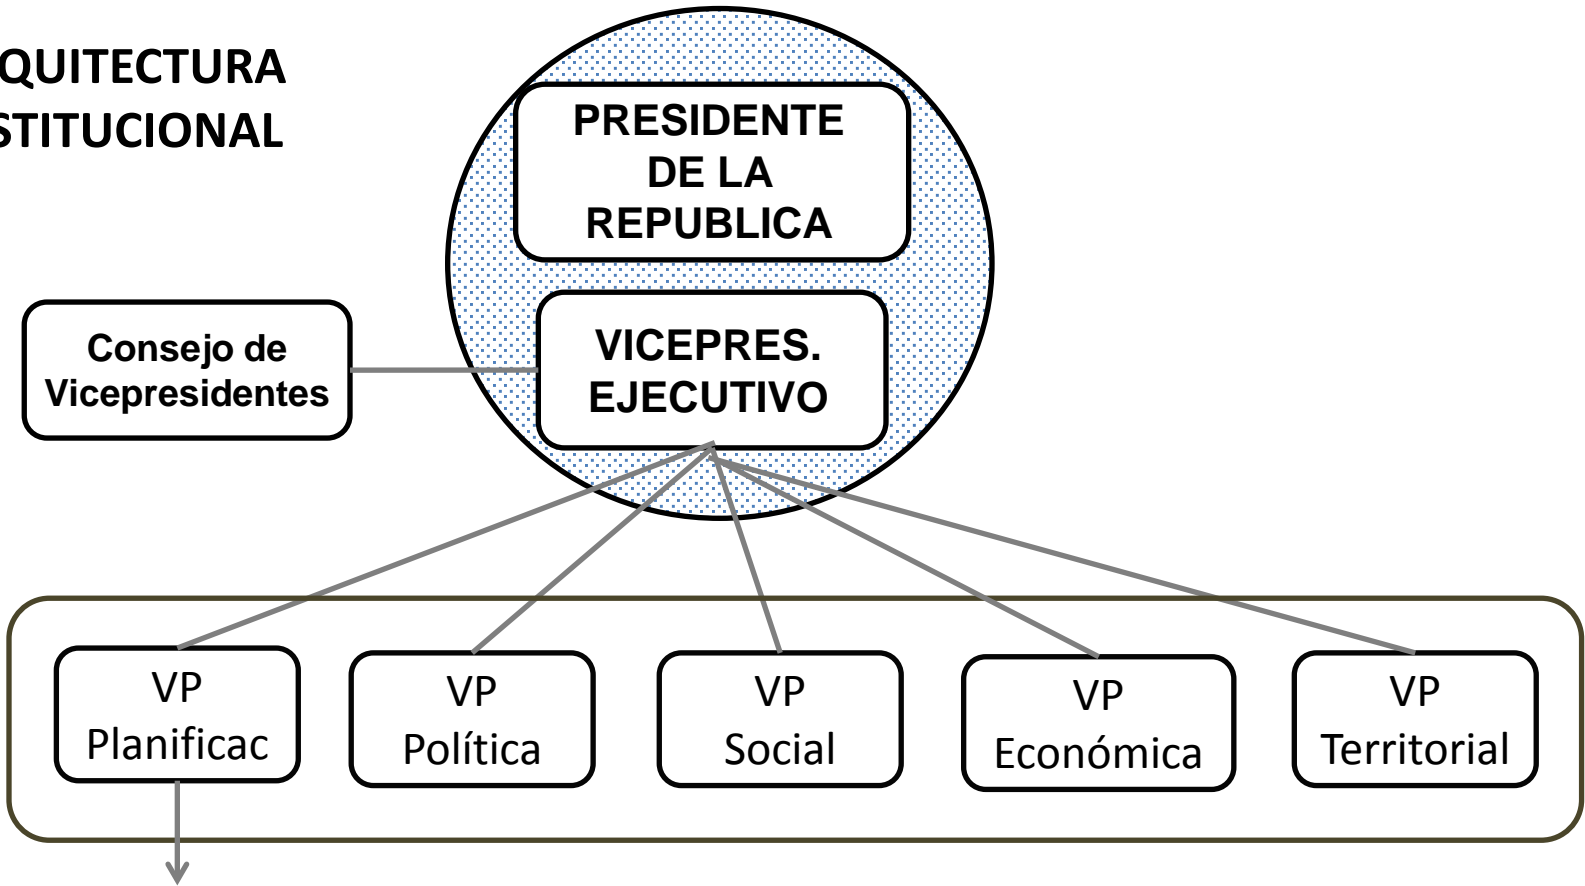 QUITECTURA
STITUCIONAL
PRESIDENTE
DE LA
REPUBLICA
Consejo de
Vicepresidentes
VICEPRES.
EJECUTIVO
VP
Planificac
VP
Política
VP
Social
VP
Económica
VP
Territorial